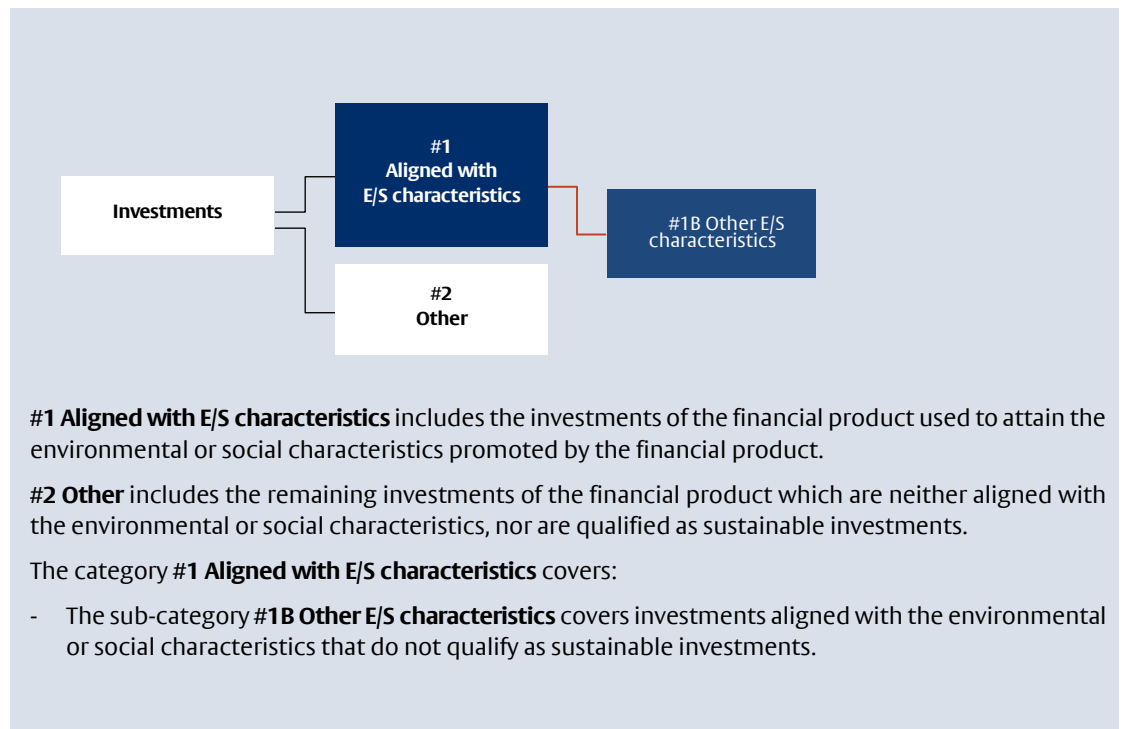 #1
Aligned with
E/S characteristics
Investments
#1B Other E/S
characteristics
#2
Other
#1 Aligned with E/S characteristics includes the investments of the financial product used to attain the
environmental or social characteristics promoted by the financial product.
#2 Other includes the remaining investments of the financial product which are neither aligned with
the environmental or social characteristics, nor are qualified as sustainable investments.
The category #1 Aligned with E/S characteristics covers:
- The sub-category #1B Other E/S characteristics covers investments aligned with the environmental
or social characteristics that do not qualify as sustainable investments.